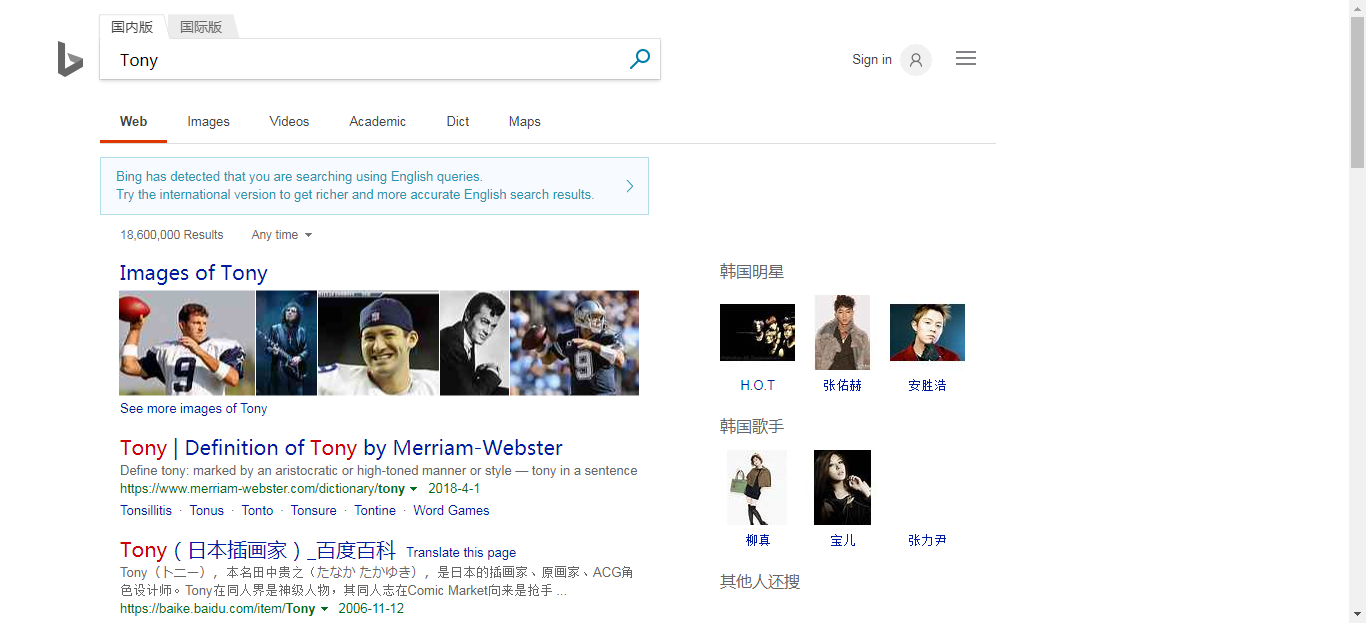 国内版 国际版
Tony
Sign in
Web Images Videos Academic Dict Maps
Bing has detected that you are searching using English queries.
Try the international version to get richer and more accurate English search results.
18,600,000 Results Any time
Images of Tony
9
9
See more images of Tony
Tony | Definition of Tony by Merriam-Webster
Define tony: marked by an aristocratic or high-toned manner or style — tony in a sentence
https://www.merriam-webster.com/dictionary/tony 2018-4-1
Tonsillitis · Tonus · Tonto · Tonsure · Tontine · Word Games
Tony（日本插画家）_百度百科 Translate this page
Tony（トニー），本名田中贵之（たなか たかゆき），是日本的插画家、原画家、ACG角
色设计师。Tony在同人界是神级人物，其同人志在Comic Market向来是抢手 ...
https://baike.baidu.com/item/Tony 2006-11-12
韩国明星
H.O.T 张佑赫 安胜浩
韩国歌手
柳真 宝儿 张力尹
其他人还搜